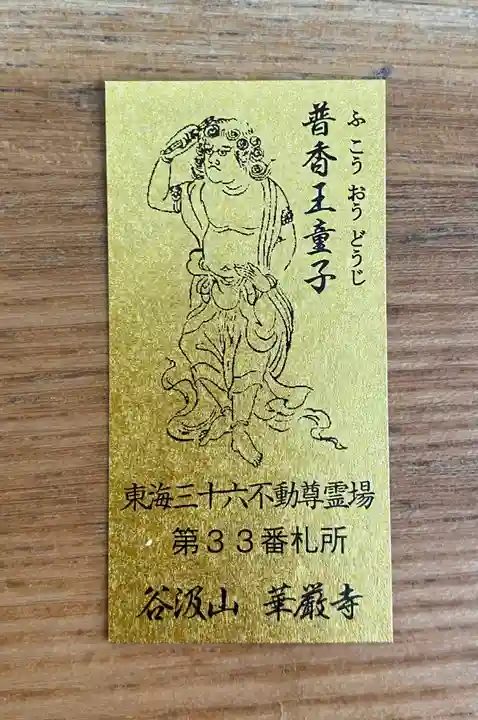 普香王童子
ふこうおうどうじ
東海三十六不動尊霊場
第３３番札所
谷汲山 華厳寺